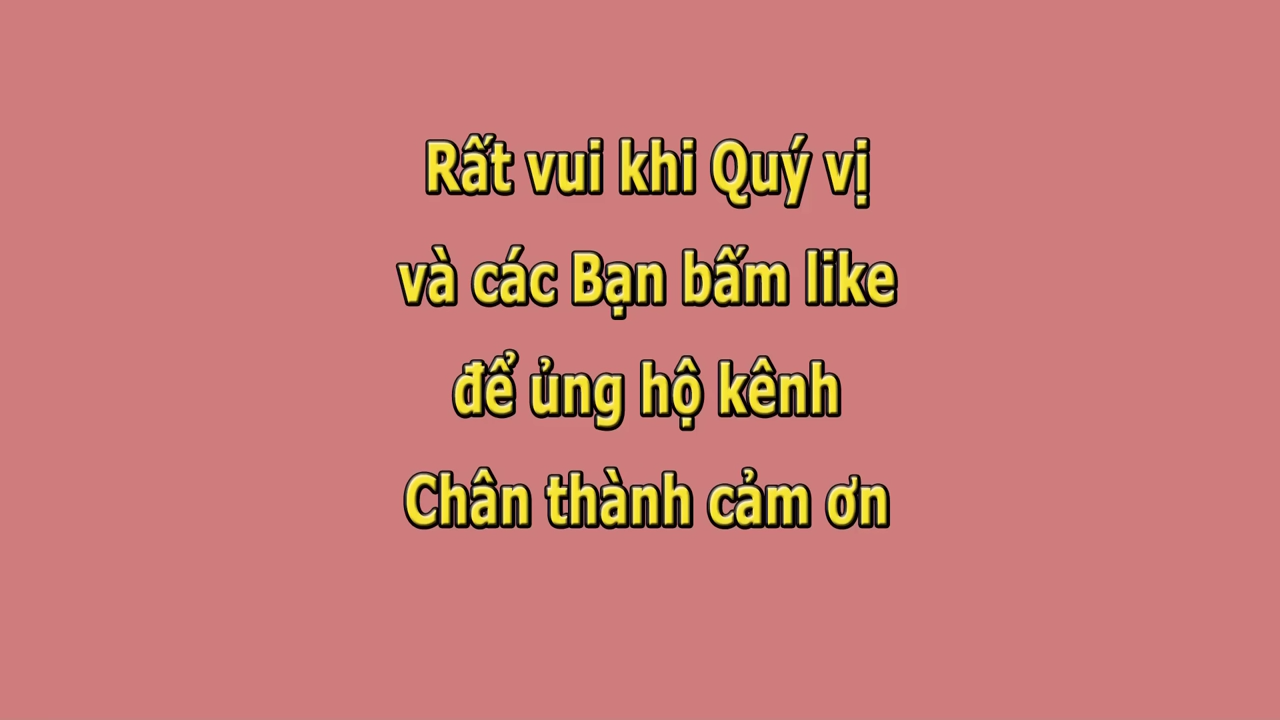 Rất vui khi Quý vị
và các Bạn bấm like
để ủng hộ kênh
Chân thành cảm ơn